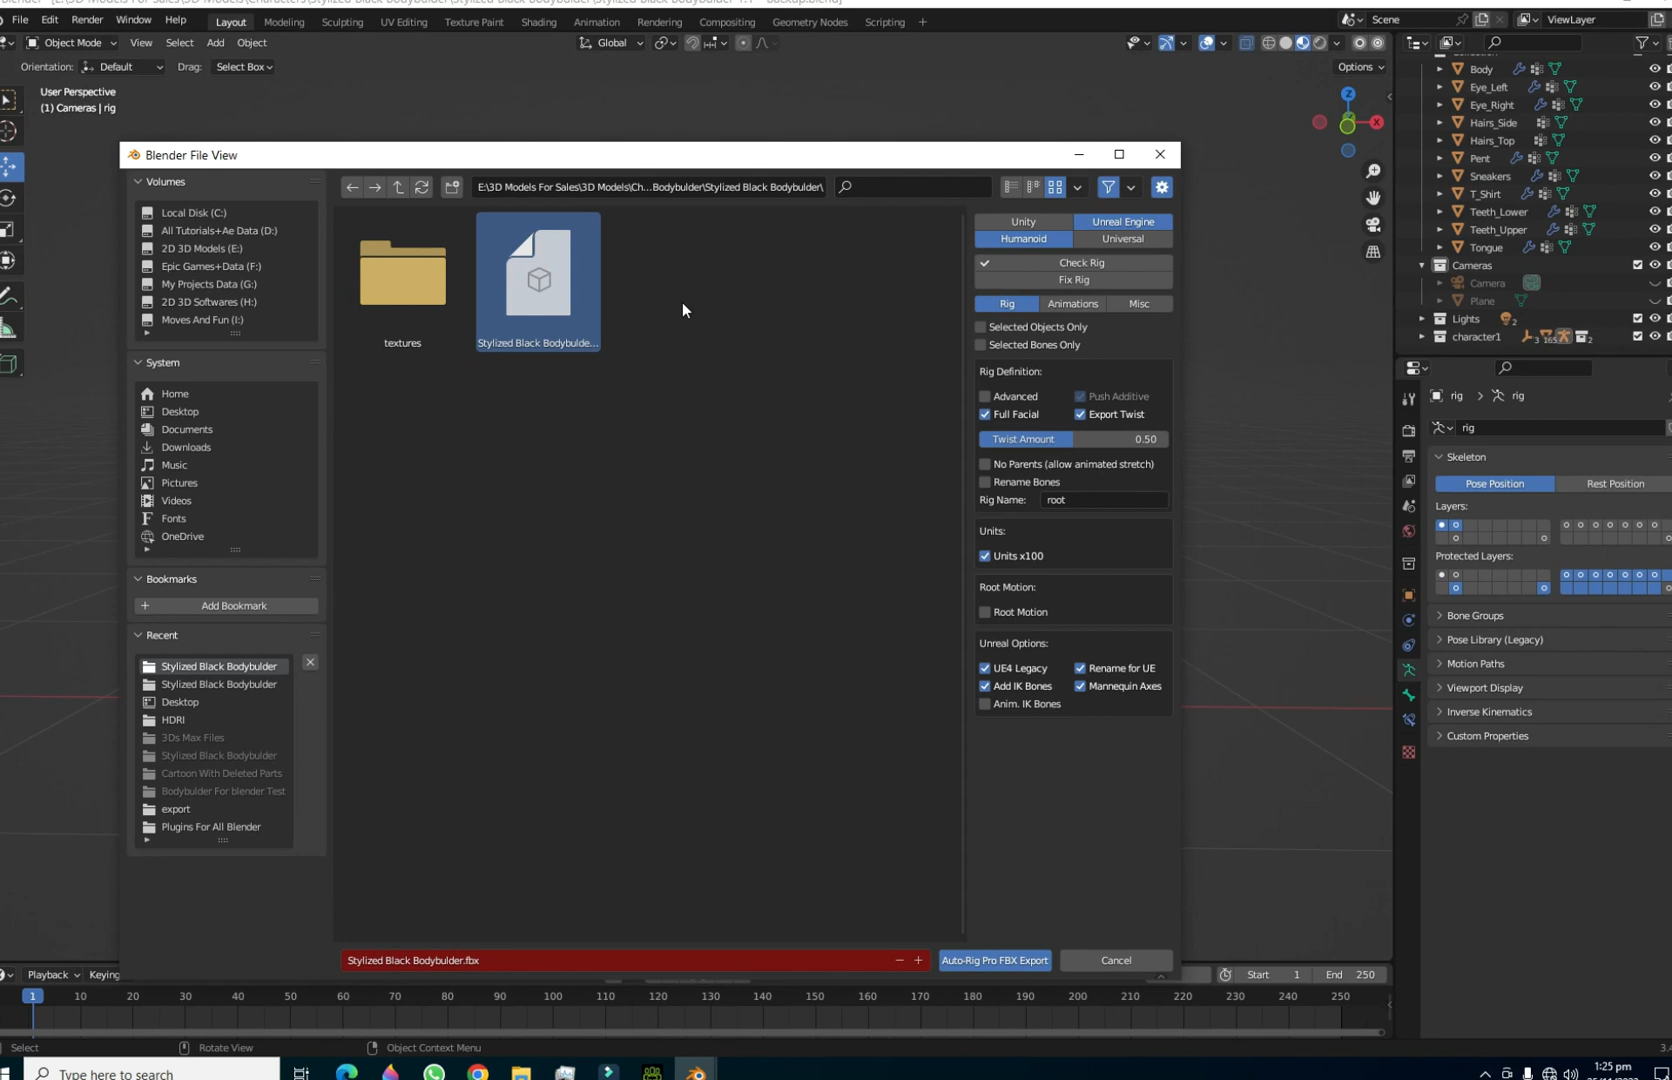 File Edit Render Window Help Layout Modeling Sculpting UV Editing Texture Paint Shading Animation Rendering Compositing Geometry Nodes Scripting + Scene ViewLayer
Object Mode View Select Add Object Global Options
Orientation: Default Drag: Select Box
User Perspective
(1) Cameras | rig
Z
X
Blender File View
Volumes
Local Disk (C:)
All Tutorials+Ae Data (D:)
2D 3D Models (E:)
Epic Games+Data (F:)
My Projects Data (G:)
2D 3D Softwares (H:)
Moves And Fun (I:)
System
Home
Desktop
Documents
Downloads
Music
Pictures
Videos
Fonts
OneDrive
Bookmarks
+ Add Bookmark
Recent
Stylized Black Bodybulder
Stylized Black Bodybulder
Desktop
HDRI
3Ds Max Files
Stylized Black Bodybulder
Cartoon With Deleted Parts
Bodybulder For blender Test
export
Plugins For All Blender
E:\3D Models For Sales\3D Models\Ch...Bodybulder\Stylized Black Bodybulder\
textures
Stylized Black Bodybulde...
Unity Unreal Engine
Humanoid Universal
Check Rig
Fix Rig
Rig Animations Misc
Selected Objects Only
Selected Bones Only
Rig Definition:
Advanced Push Additive
Full Facial Export Twist
Twist Amount 0.50
No Parents (allow animated stretch)
Rename Bones
Rig Name: root
Units:
Units x100
Root Motion:
Root Motion
Unreal Options:
UE4 Legacy Rename for UE
Add IK Bones Mannequin Axes
Anim. IK Bones
Stylized Black Bodybulder.fbx
Auto-Rig Pro FBX Export Cancel
Body
Eye_Left
Eye_Right
Hairs_Side
Hairs_Top
Pent
Sneakers
T_Shirt
Teeth_Lower
Teeth_Upper
Tongue
Cameras
Camera
Plane
Lights 2
character1 3 165 2
rig > rig
rig
Skeleton
Pose Position Rest Position
Layers:
Protected Layers:
Bone Groups
Pose Library (Legacy)
Motion Paths
Viewport Display
Inverse Kinematics
Custom Properties
Playback Keying Start 1 End 250
1 10 20 30 40 50 60 70 80 90 100 110 120 130 140 150 160 170 180 190 200 210 220 230 240 250
Select Rotate View Object Context Menu
Type here to search 1:25 pm